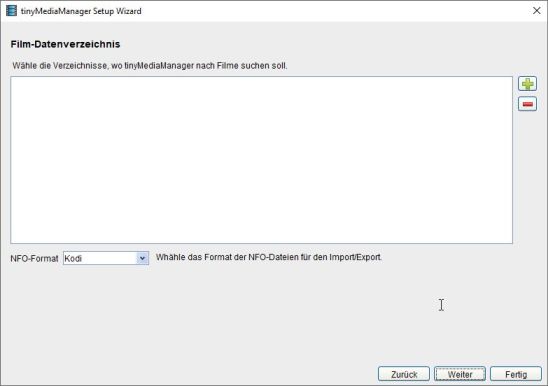 tinyMediaManager Setup Wizard
Film-Datenverzeichnis
Wähle die Verzeichnisse, wo tinyMediaManager nach Filme suchen soll.
NFO-Format Kodi Whähle das Format der NFO-Dateien für den Import/Export.
Zurück Weiter Fertig